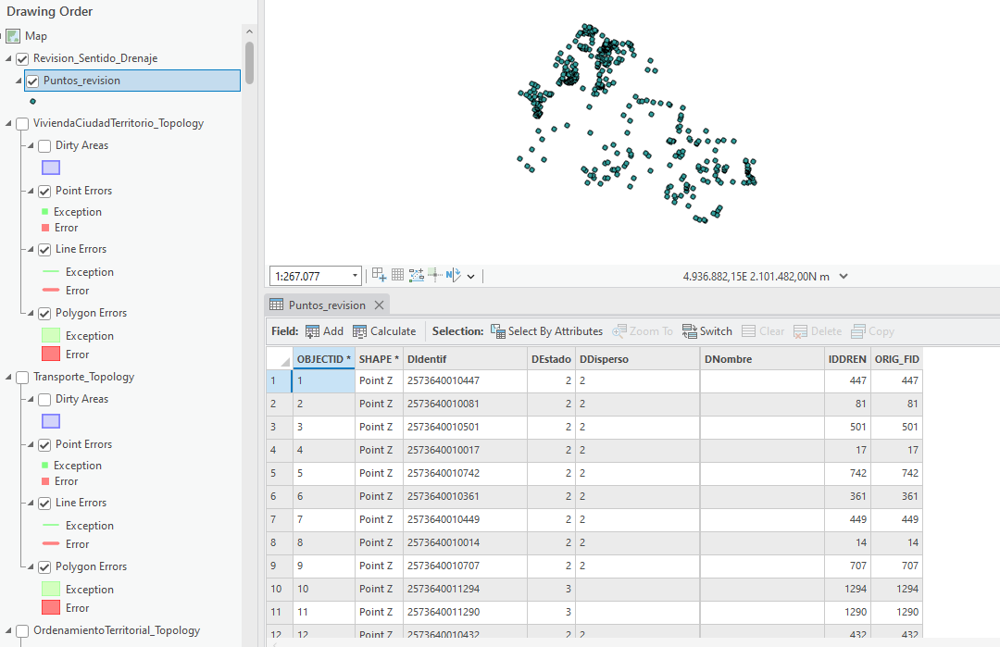 Drawing Order
Map
Revision_Sentido_Drenaje
Puntos_revision
ViviendaCiudadTerritorio_Topology
Dirty Areas
Point Errors
Exception
Error
Line Errors
Exception
Error
Polygon Errors
Exception
Error
Transporte_Topology
Dirty Areas
Point Errors
Exception
Error
Line Errors
Exception
Error
Polygon Errors
Exception
Error
OrdenamientoTerritorial_Topology
1:267.077
4.936.882,15E 2.101.482,00N m
Puntos_revision
Field: Add Calculate Selection: Select By Attributes Zoom To Switch Clear Delete Copy
OBJECTID * SHAPE * DIdentif DEstado DDisperso DNombre IDDREN ORIG_FID
1 1 Point Z 2573640010447 2 2 447 447
2 2 Point Z 2573640010081 2 2 81 81
3 3 Point Z 2573640010501 2 2 501 501
4 4 Point Z 2573640010017 2 2 17 17
5 5 Point Z 2573640010742 2 2 742 742
6 6 Point Z 2573640010361 2 2 361 361
7 7 Point Z 2573640010449 2 2 449 449
8 8 Point Z 2573640010014 2 2 14 14
9 9 Point Z 2573640010707 2 2 707 707
10 10 Point Z 2573640011294 3 1294 1294
11 11 Point Z 2573640011290 3 1290 1290
12 12 Point Z 2573640010432 2 2 432 432